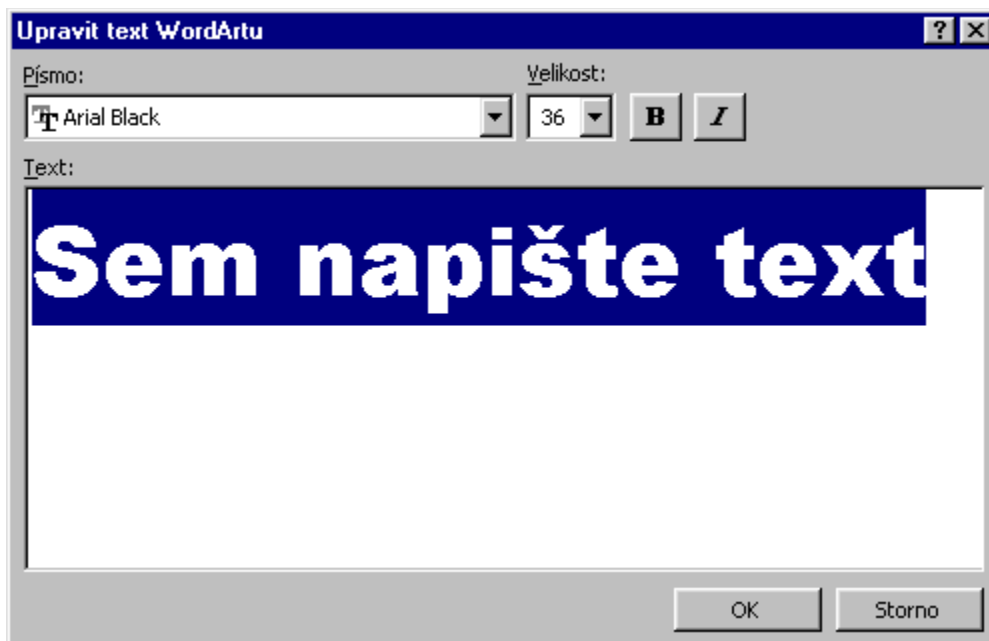 Upravit text WordArtu
Písmo: Velikost:
Arial Black 36 B I
Text:
Sem napište text
OK Storno